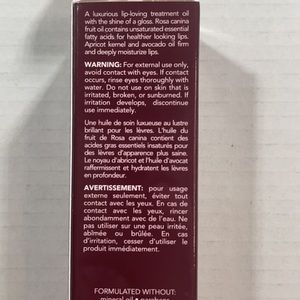 A luxurious lip-loving treatment oil
with the shine of a gloss. Rosa canina
fruit oil contains unsaturated essential
fatty acids for healthier looking lips.
Apricot kernel and avocado oil firm
and deeply moisturize lips.
WARNING: For external use only,
avoid contact with eyes. If contact
occurs, rinse eyes thoroughly with
water. Do not use on skin that is
irritated, broken, or sunburned. If
irritation develops, discontinue
use immediately.
Une huile de soin luxueuse au lustre
brillant pour les lèvres. L'huile du
fruit de Rosa canina contient des
acides gras essentiels insaturés pour
des lèvres d'apparence plus saine.
Le noyau d'abricot et l'huile d'avocat
raffermissent et hydratent les lèvres
en profondeur.
AVERTISSEMENT: pour usage
externe seulement, éviter tout
contact avec les yeux. En cas de
contact avec les yeux, rincer
abondamment avec de l'eau. Ne
pas utiliser sur une peau irritée,
abîmée ou brûlée. En cas
d'irritation, cesser d'utiliser le
produit immédiatement.
FORMULATED WITHOUT:
mineral oil • parabens